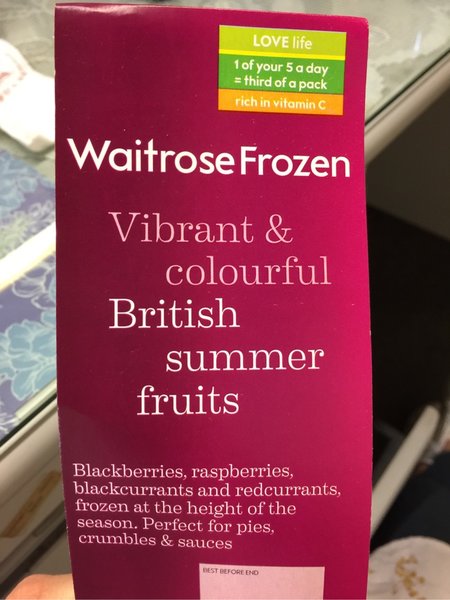 LOVE life
1 of your 5 a day
= third of a pack
rich in vitamin C
Waitrose Frozen
Vibrant &
colourful
British
summer
fruits
Blackberries, raspberries,
blackcurrants and redcurrants,
frozen at the height of the
season. Perfect for pies,
crumbles & sauces
BEST BEFORE END